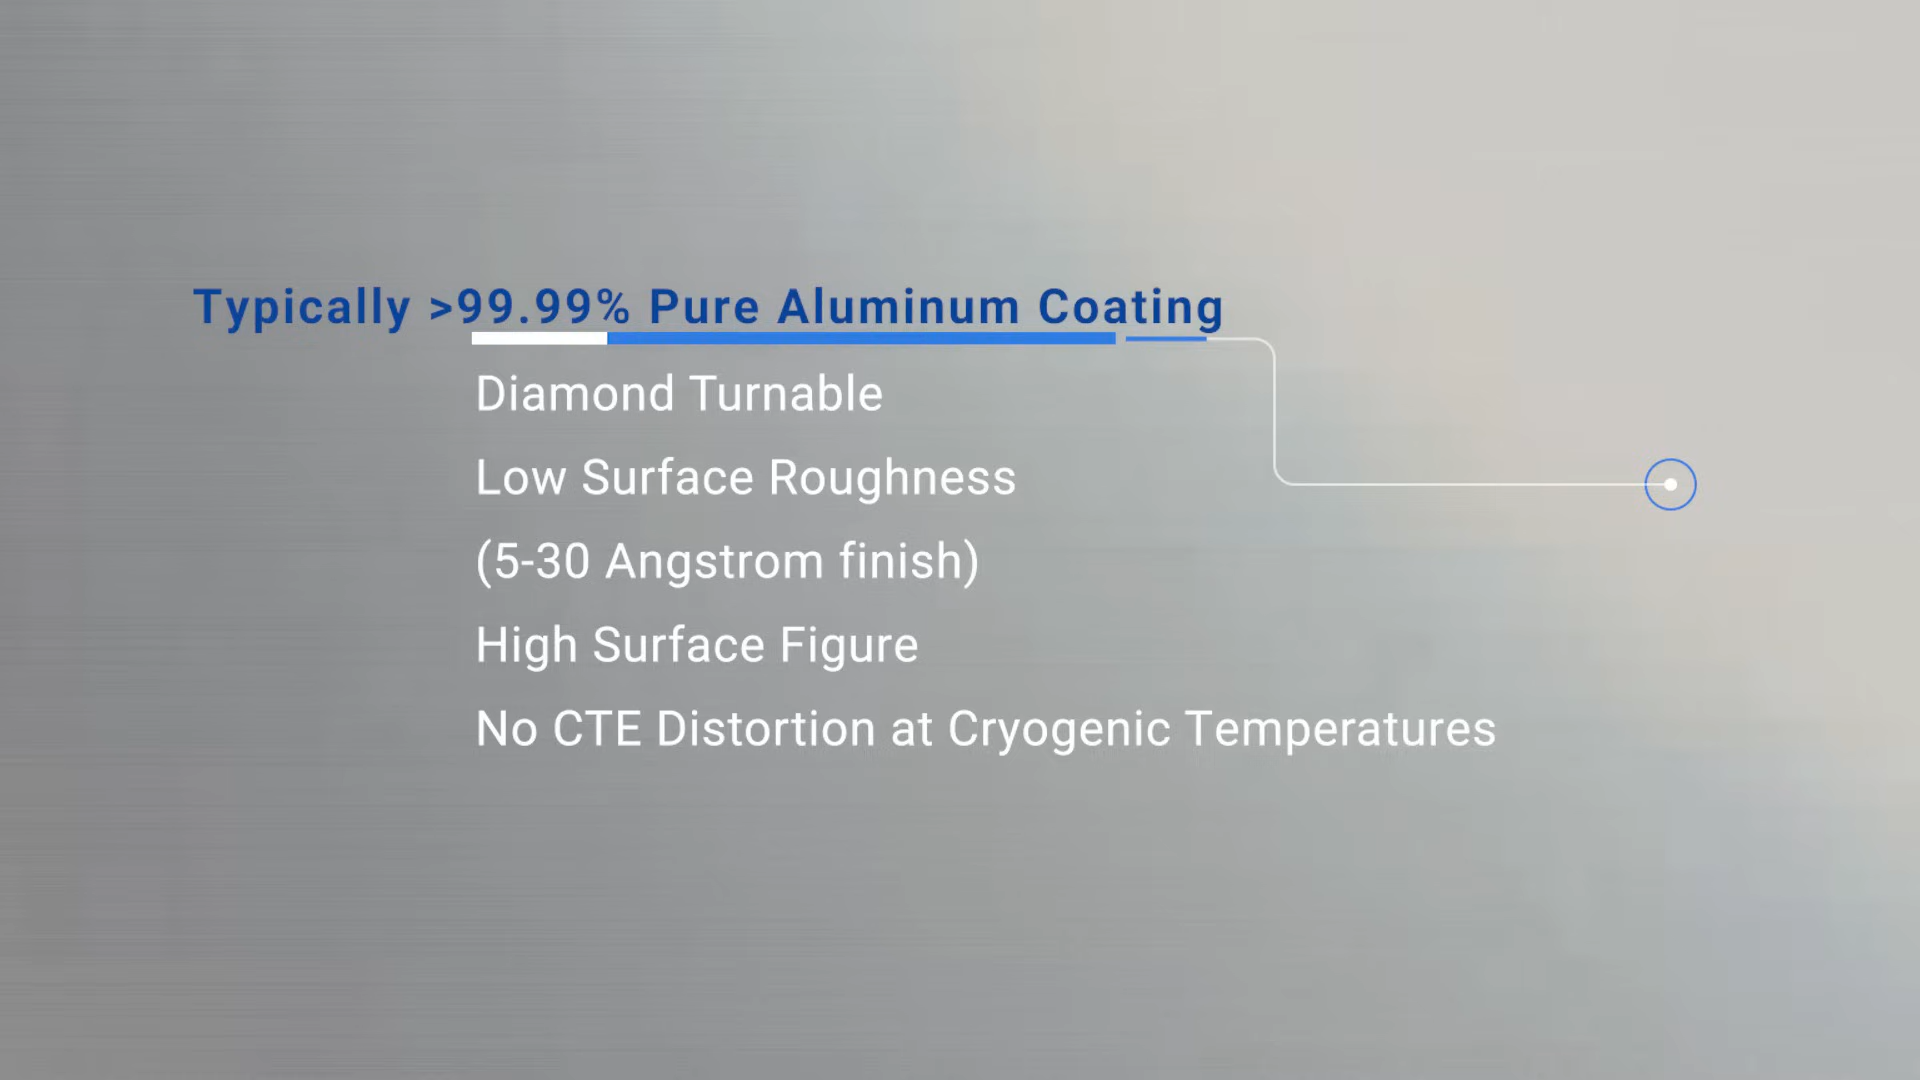 Typically >99.99% Pure Aluminum Coating
Diamond Turnable
Low Surface Roughness
(5-30 Angstrom finish)
High Surface Figure
No CTE Distortion at Cryogenic Temperatures